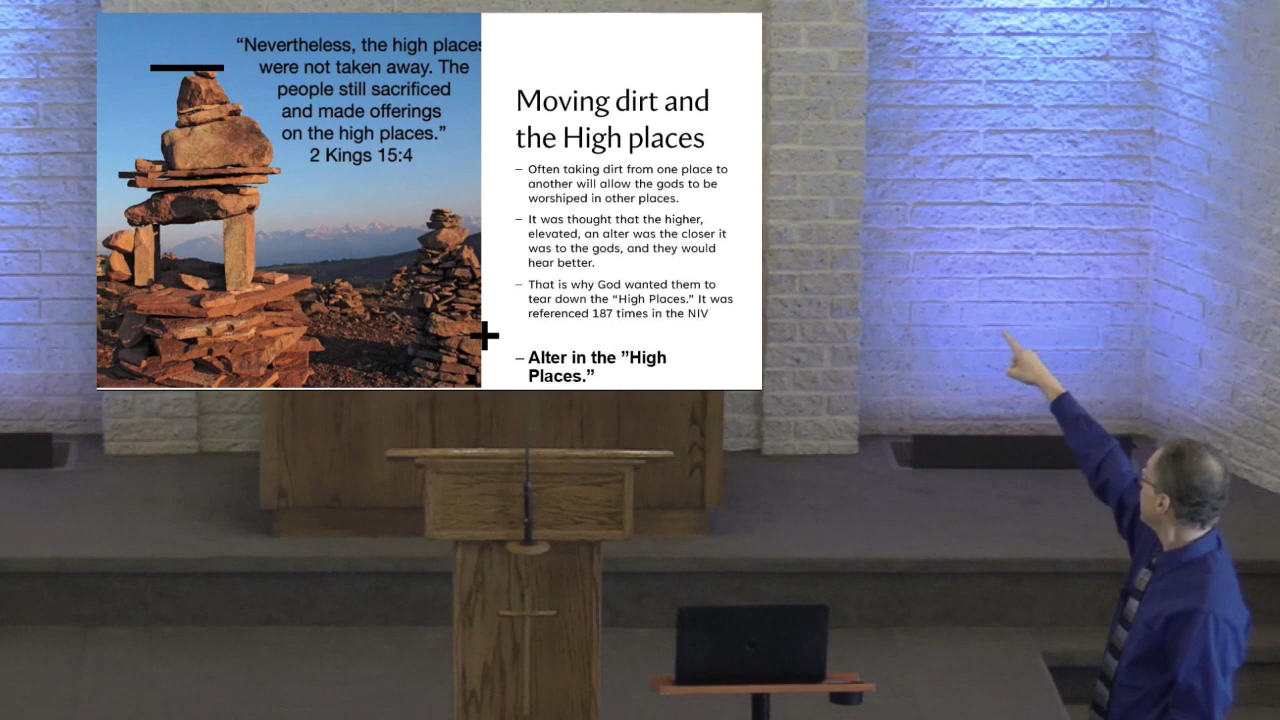 “Nevertheless, the high places
were not taken away. The
people still sacrificed
and made offerings
on the high places.”
2 Kings 15:4
Moving dirt and
the High places
– Often taking dirt from one place to
another will allow the gods to be
worshiped in other places.
– It was thought that the higher,
elevated, an alter was the closer it
was to the gods, and they would
hear better.
– That is why God wanted them to
tear down the “High Places.” It was
referenced 187 times in the NIV
– Alter in the ”High
Places.”